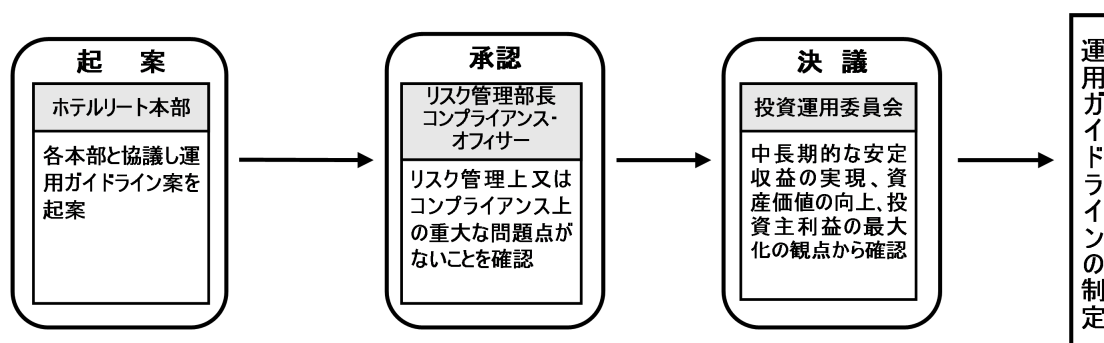 起　案
ホテルリート本部
各本部と協議し運
用ガイドライン案を
起案
承認
リスク管理部長
コンプライアンス・
オフィサー
リスク管理上又は
コンプライアンス上
の重大な問題点が
ないことを確認
決　議
投資運用委員会
中長期的な安定
収益の実現、資
産価値の向上、投
資主利益の最大
化の観点から確認
運用ガイドラインの制定